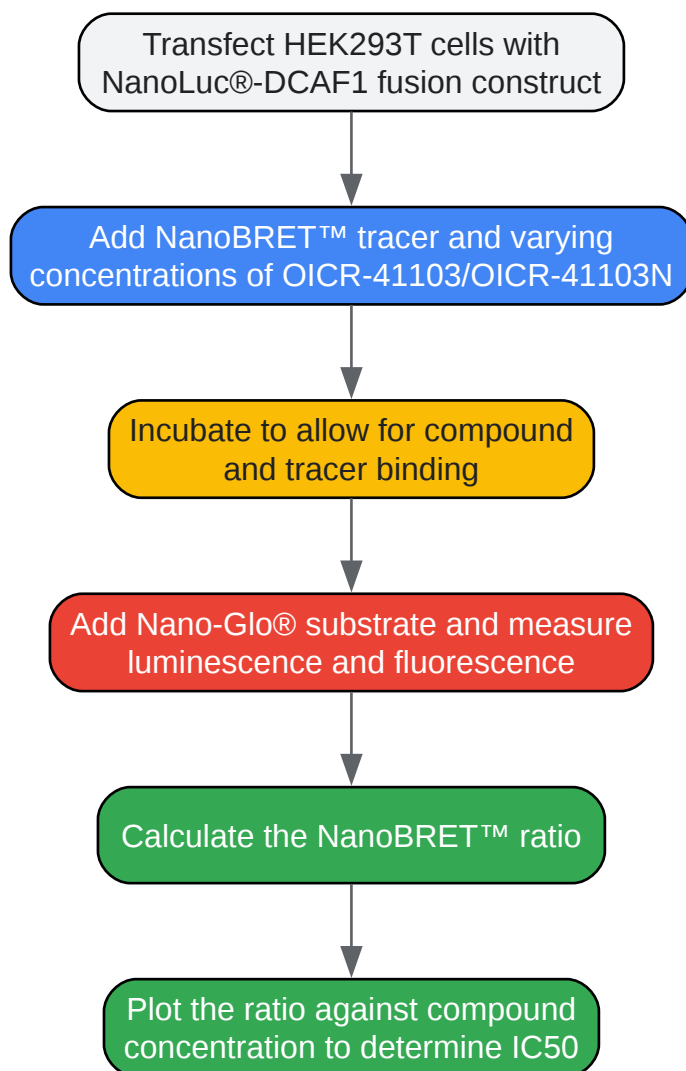 Transfect HEK293T cells with
NanoLuc®-DCAF1 fusion construct
Add NanoBRET™ tracer and varying
concentrations of OICR-41103/OICR-41103N
Incubate to allow for compound
and tracer binding
Add Nano-Glo® substrate and measure
luminescence and fluorescence
Calculate the NanoBRET™ ratio
Plot the ratio against compound
concentration to determine IC50